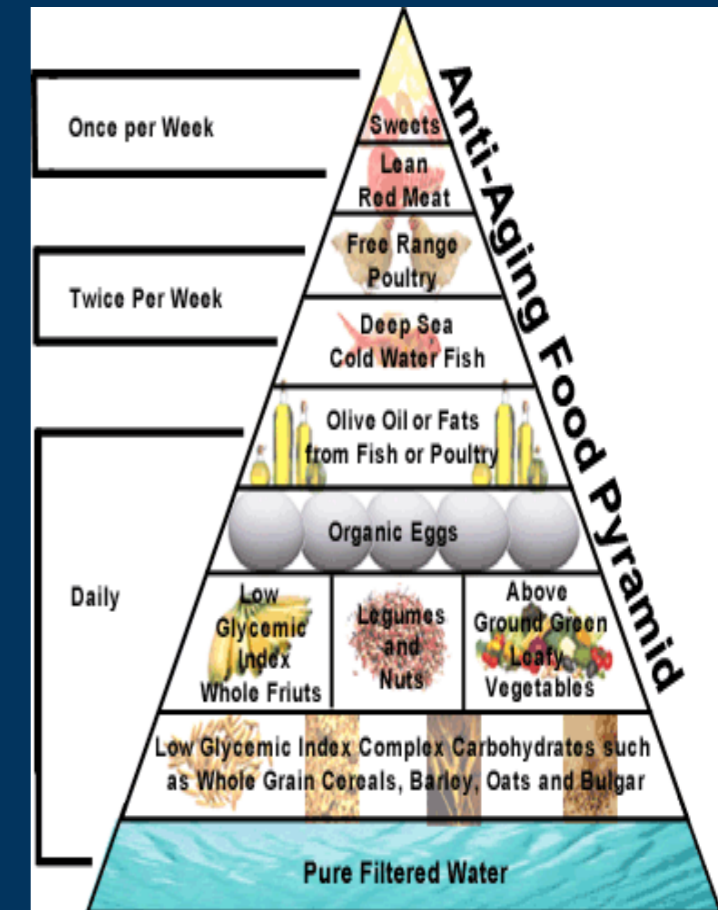 Anti-Aging Food Pyramid
Once per Week
Sweets
Lean
Red Meat
Twice Per Week
Free Range
Poultry
Deep Sea
Cold Water Fish
Daily
Olive Oil or Fats
from Fish or Poultry
Organic Eggs
Low
Glycemic
Index
Whole Friuts
Legumes
and
Nuts
Above
Ground Green
Leafy
Vegetables
Low Glycemic Index Complex Carbohydrates such
as Whole Grain Cereals, Barley, Oats and Bulgar
Pure Filtered Water